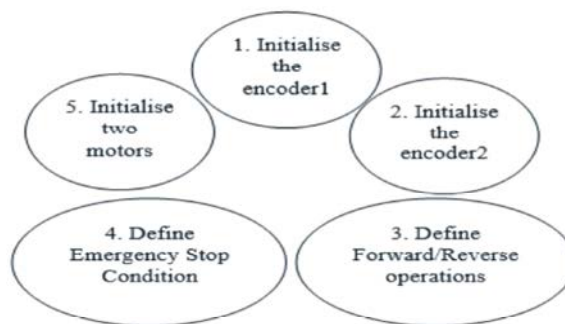 1. Initialise
the
encoder1
2. Initialise
the
encoder2
3. Define
Forward/Reverse
operations
4. Define
Emergency Stop
Condition
5. Initialise
two
motors